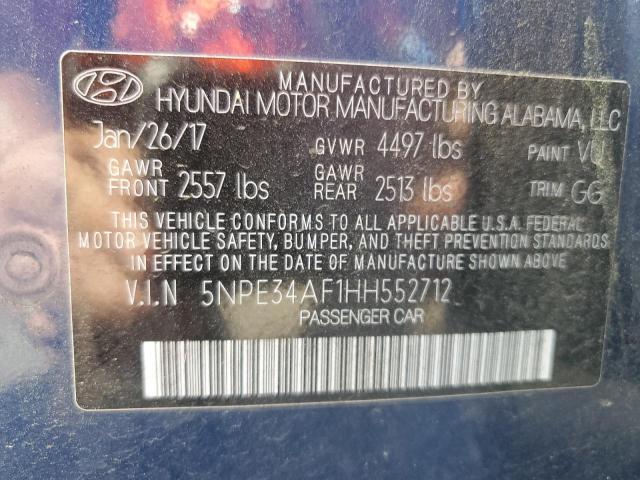 MANUFACTURED BY
HYUNDAI MOTOR MANUFACTURING ALABAMA, LLC
Jan/26/17 GVWR 4497 lbs PAINT
GAWR FRONT 2557 lbs GAWR REAR 2513 lbs TRIM GG
THIS VEHICLE CONFORMS TO ALL APPLICABLE U.S.A. FEDERAL
MOTOR VEHICLE SAFETY, BUMPER, AND THEFT PREVENTION STANDARDS
IN EFFECT ON THE DATE OF MANUFACTURE SHOWN ABOVE
V.I.N 5NPE34AF1HH552712
PASSENGER CAR